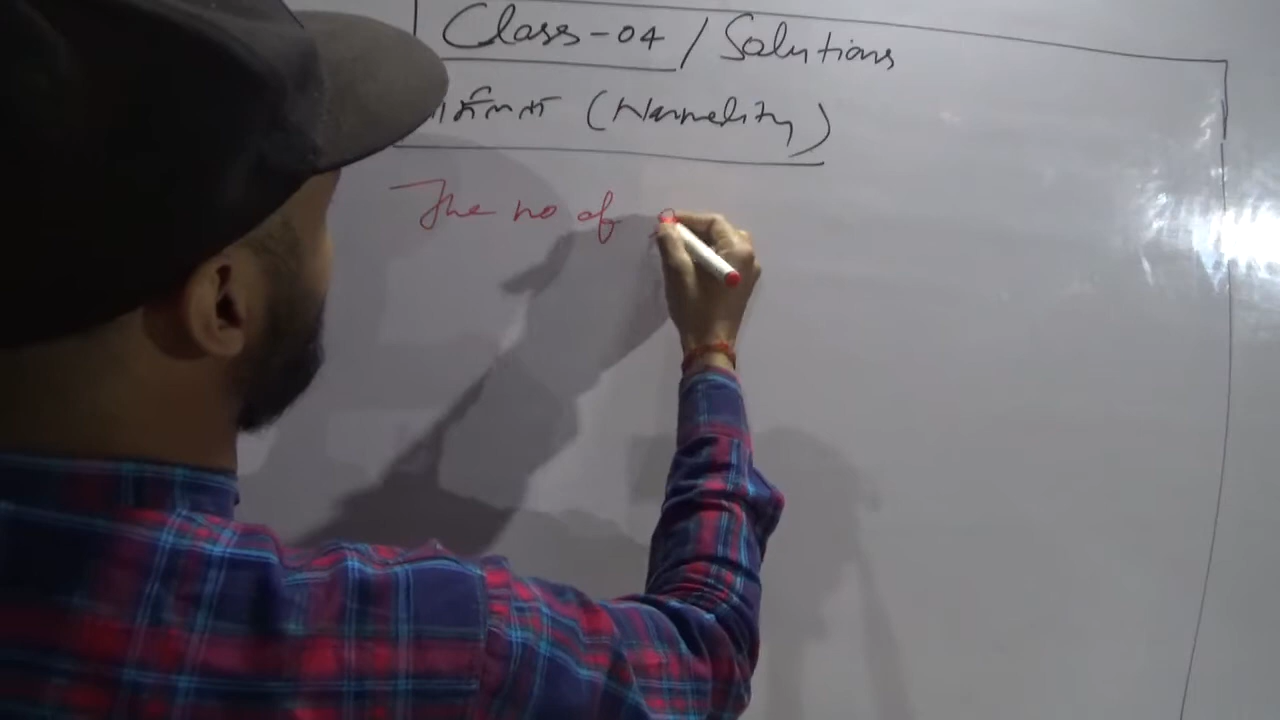 Class-04 / Solutions
(Normality)
The no of